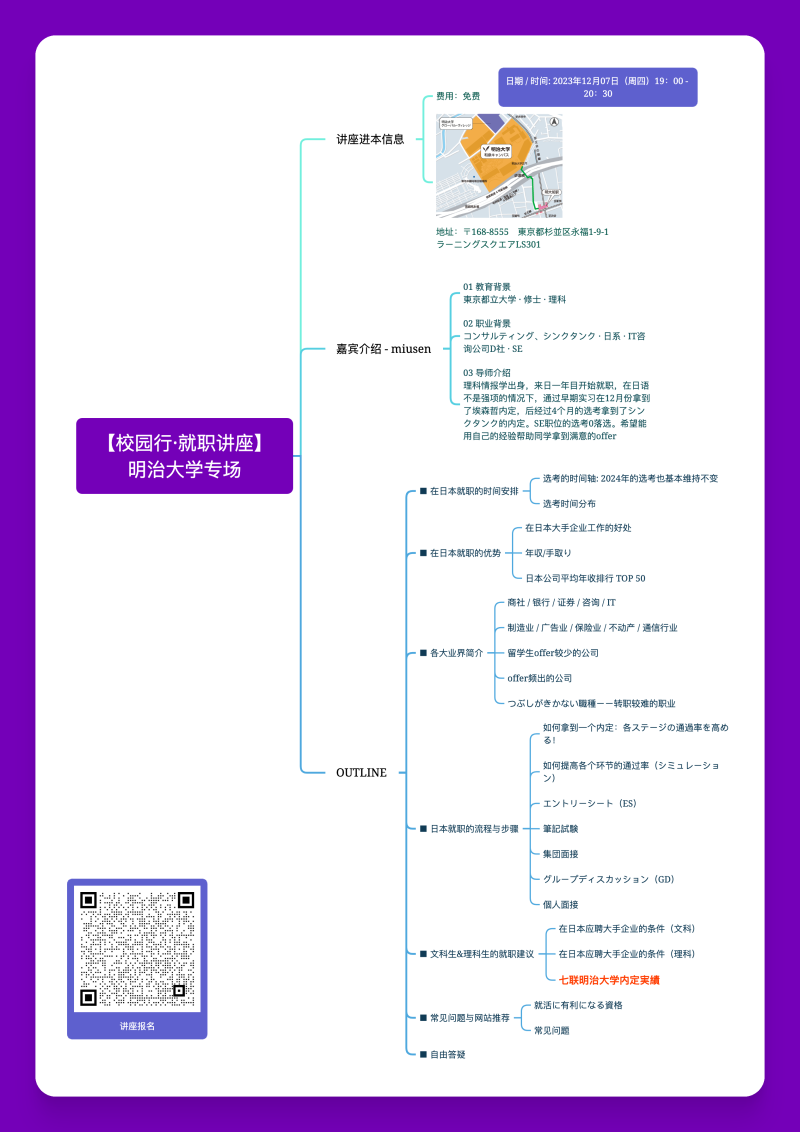 日期 / 时间: 2023年12月07日（周四）19：00 -
20：30
费用：免费
讲座进本信息
明治大学
地址：〒168-8555　東京都杉並区永福1-9-1
ラーニングスクエアLS301
01 教育背景
東京都立大学 · 修士 · 理科
02 职业背景
コンサルティング、シンクタンク · 日系 · IT咨
询公司D社 · SE
嘉宾介绍 - miusen
03 导师介绍
理科情报学出身，来日一年目开始就职，在日语
不是强项的情况下，通过早期实习在12月份拿到
了埃森哲内定，后经过4个月的选考拿到了シン
クタンク的内定。SE职位的选考0落选。希望能
用自己的经验帮助同学拿到满意的offer
【校园行·就职讲座】
明治大学专场
OUTLINE
■ 在日本就职的时间安排
选考的时间轴: 2024年的选考也基本维持不变
选考时间分布
■ 在日本就职的优势
在日本大手企业工作的好处
年収/手取り
日本公司平均年收排行 TOP 50
■ 各大业界简介
商社 / 银行 / 证券 / 咨询 / IT
制造业 / 广告业 / 保险业 / 不动产 / 通信行业
留学生offer较少的公司
offer频出的公司
つぶしがきかない職種ーー转职较难的职业
■ 日本就职的流程与步骤
如何拿到一个内定：各ステージの通過率を高め
る！
如何提高各个环节的通过率（シミュレーショ
ン）
エントリーシート（ES）
筆記試験
集団面接
グループディスカッション（GD）
個人面接
■ 文科生&理科生的就职建议
在日本应聘大手企业的条件（文科）
在日本应聘大手企业的条件（理科）
七联明治大学内定実績
■ 常见问题与网站推荐
就活に有利になる資格
常见问题
■ 自由答疑
讲座报名